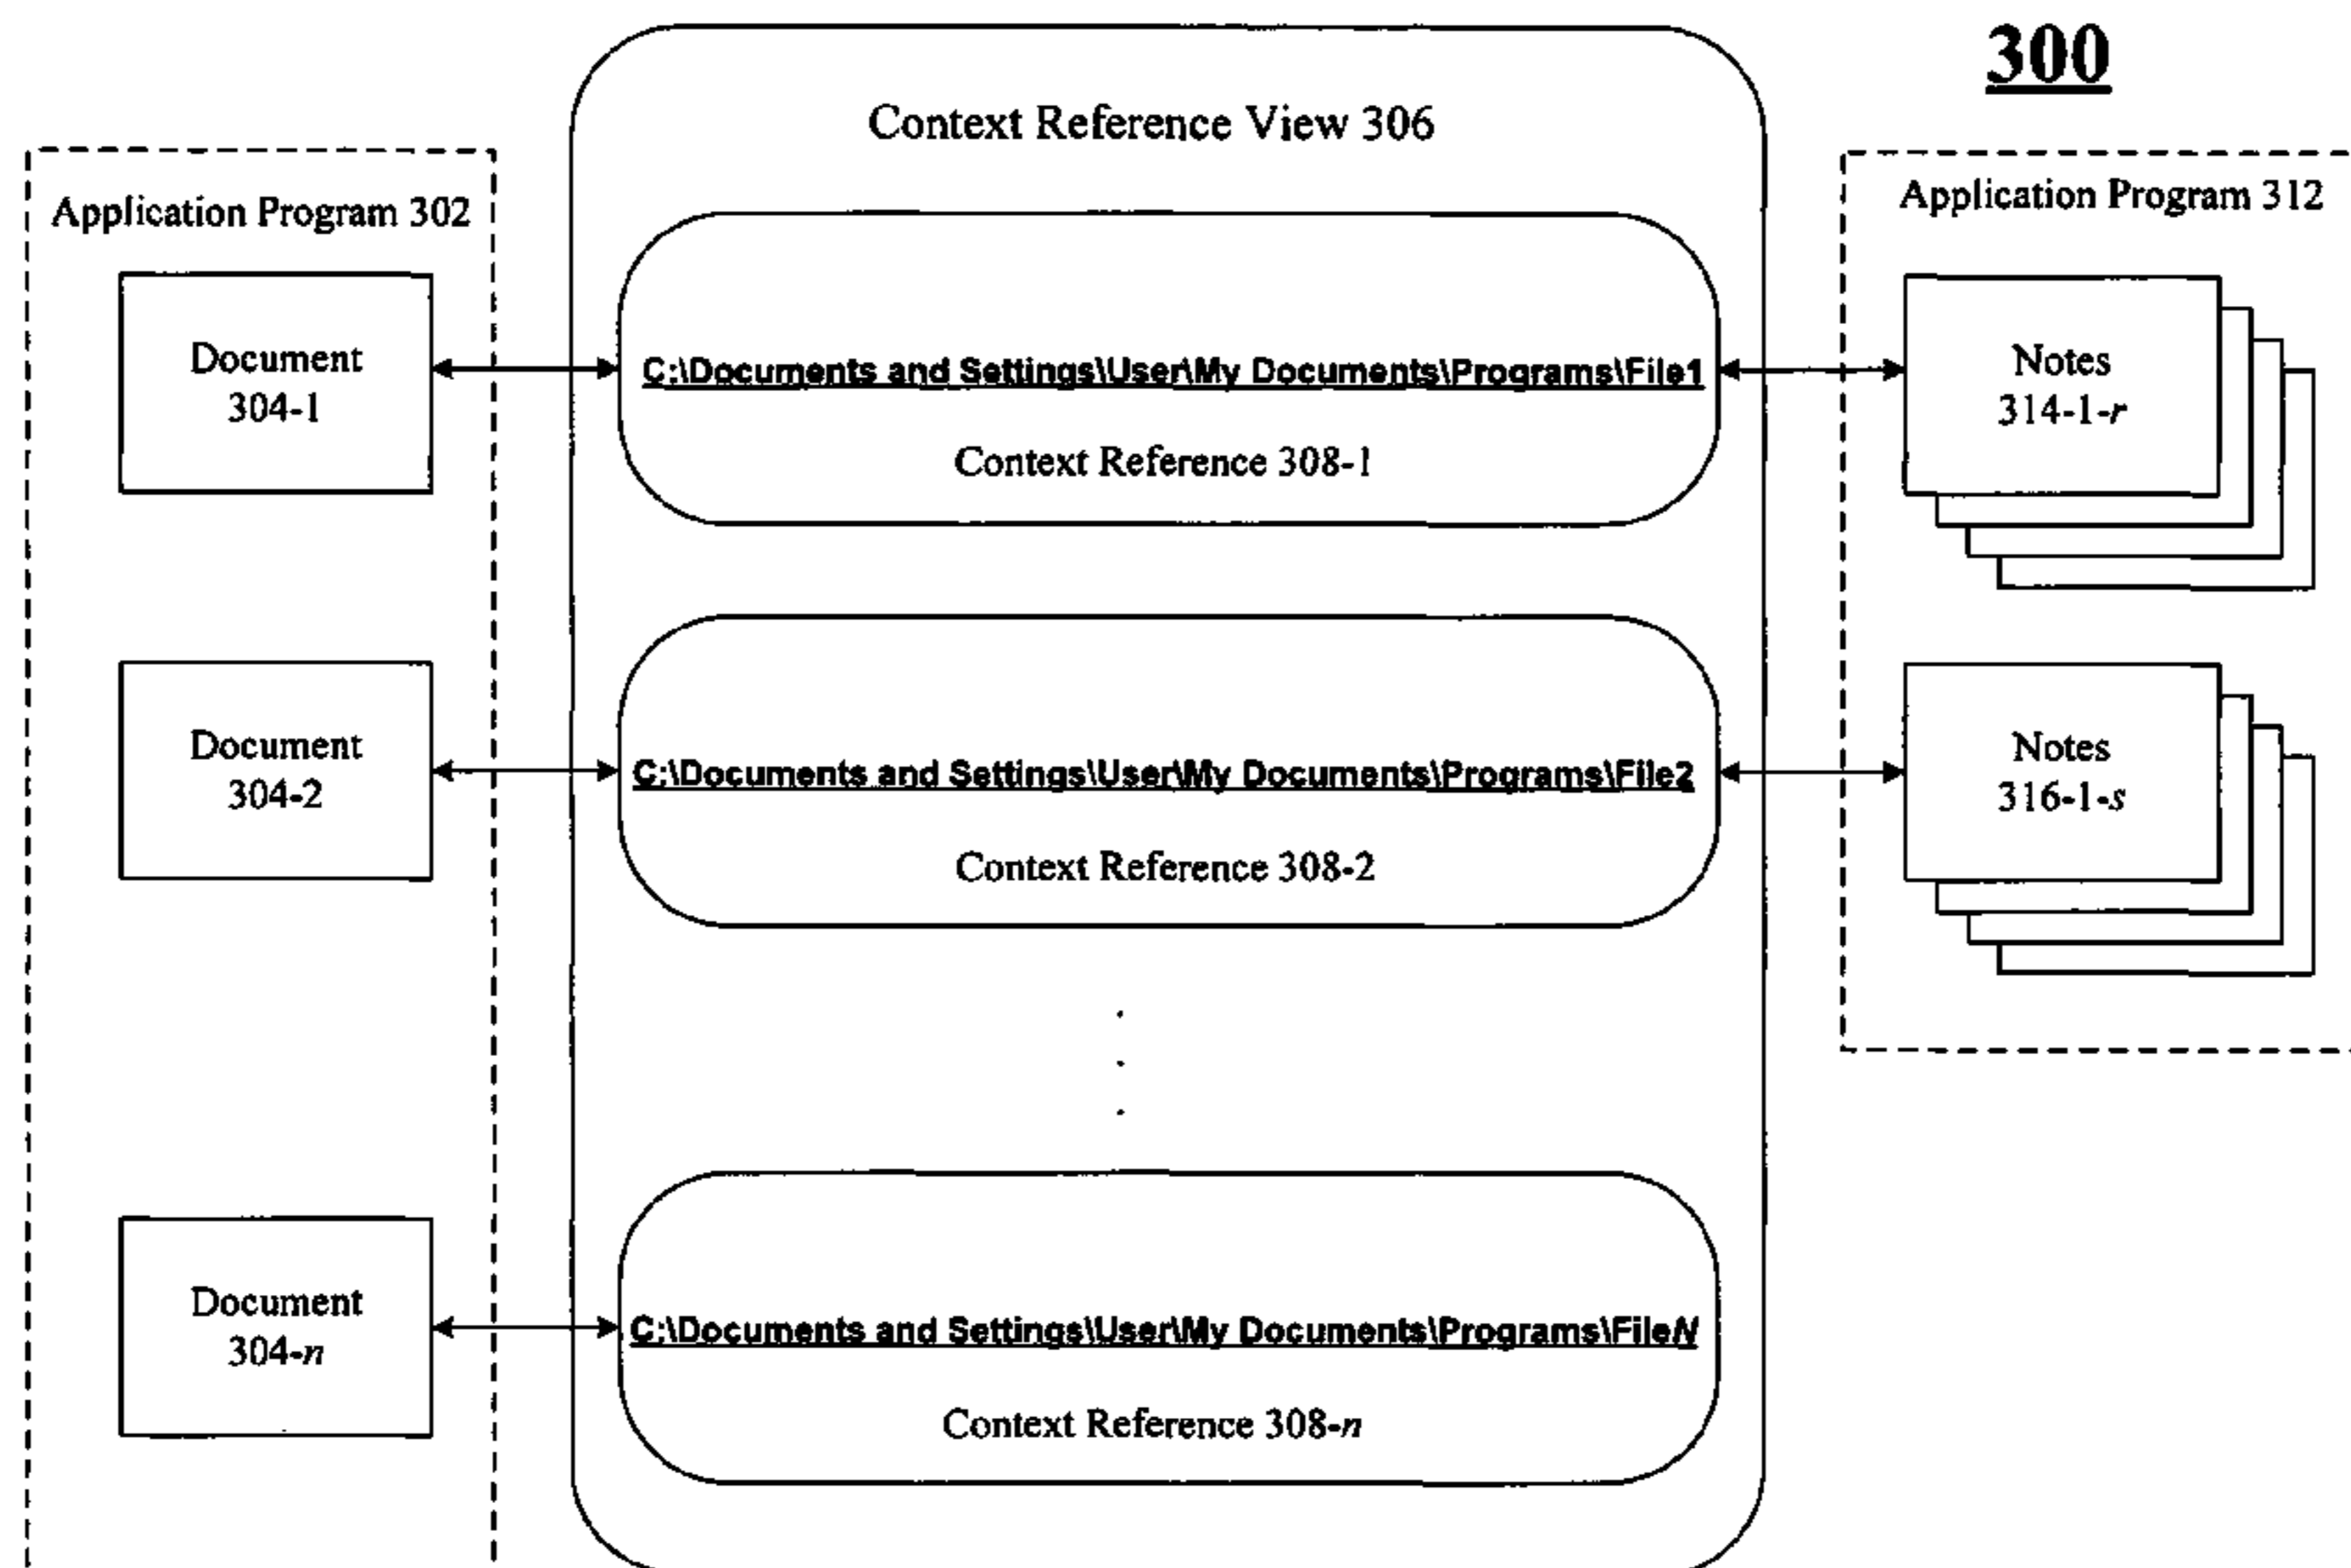 300
Context Reference View 306
Application Program 302
Application Program 312
Document
304-1
C:\Documents and Settings\User\My Documents\Programs\File1
Context Reference 308-1
Notes
314-1-r
Document
304-2
C:\Documents and Settings\User\My Documents\Programs\File2
Context Reference 308-2
Notes
316-1-s
Document
304-n
C:\Documents and Settings\User\My Documents\Programs\FileN
Context Reference 308-n